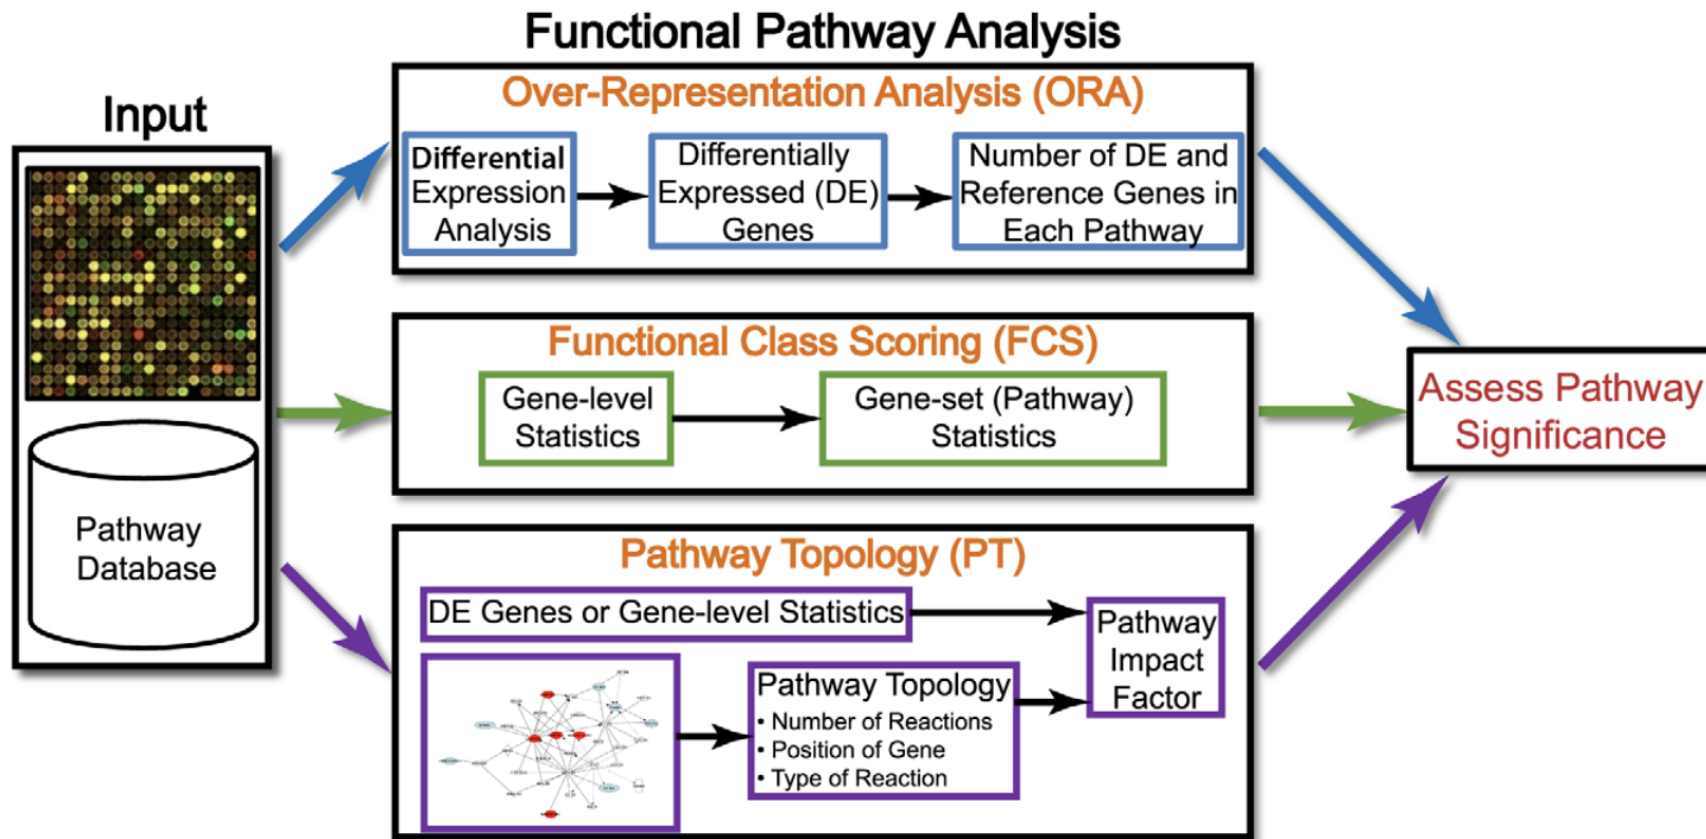 Functional Pathway Analysis
Input
Pathway
Database
Over-Representation Analysis (ORA)
Differential
Expression
Analysis
Differentially
Expressed (DE)
Genes
Number of DE and
Reference Genes in
Each Pathway
Functional Class Scoring (FCS)
Gene-level
Statistics
Gene-set (Pathway)
Statistics
Pathway Topology (PT)
DE Genes or Gene-level Statistics
Pathway Topology
• Number of Reactions
• Position of Gene
• Type of Reaction
Pathway
Impact
Factor
Assess Pathway
Significance